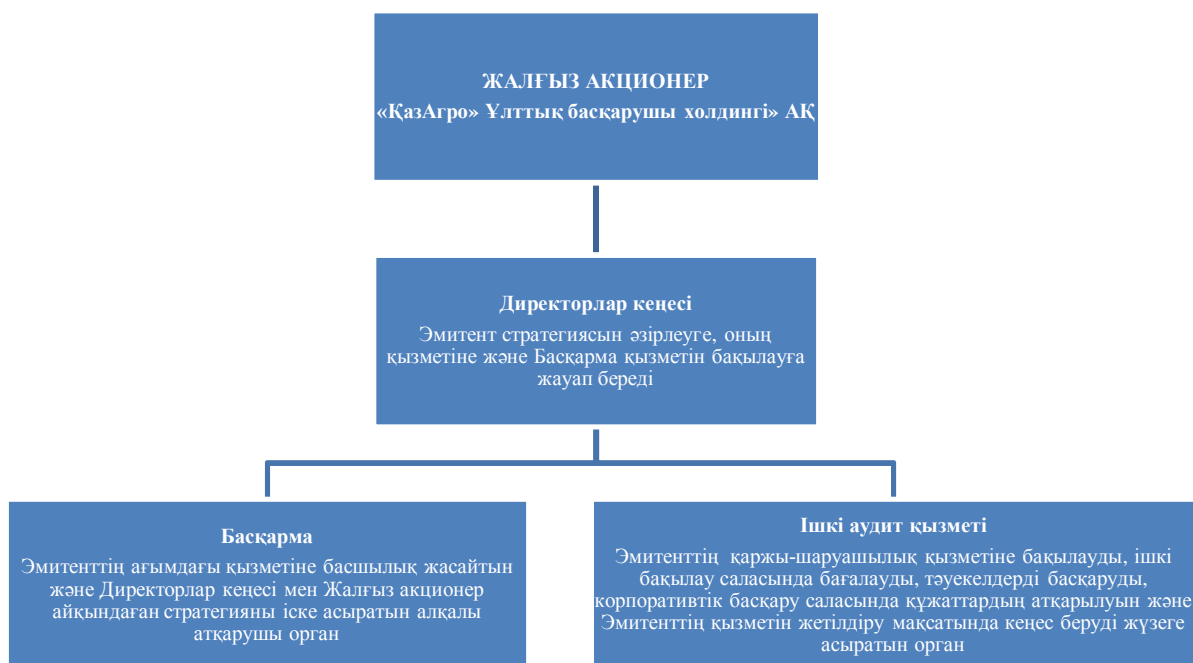 ЖАЛҒЫЗ АКЦИОНЕР
«ҚазАгро» Ұлттық басқарушы холдингі» АҚ
Директорлар кеңесі
Эмитент стратегиясын әзірлеуге, оның
қызметіне және Басқарма қызметін бақылауға
жауап береді
Басқарма
Эмитенттің ағымдағы қызметіне басшылық жасайтын
және Директорлар кеңесі мен Жалғыз акционер
айқындаған стратегияны іске асыратын алқалы
атқарушы орган
Ішкі аудит қызметі
Эмитенттің қаржы-шаруашылық қызметіне бақылауды, ішкі
бақылау саласында бағалауды, тәуекелдерді басқаруды,
корпоративтік басқару саласында құжаттардың атқарылуын және
Эмитенттің қызметін жетілдіру мақсатында кеңес беруді жүзеге
асыратын орган